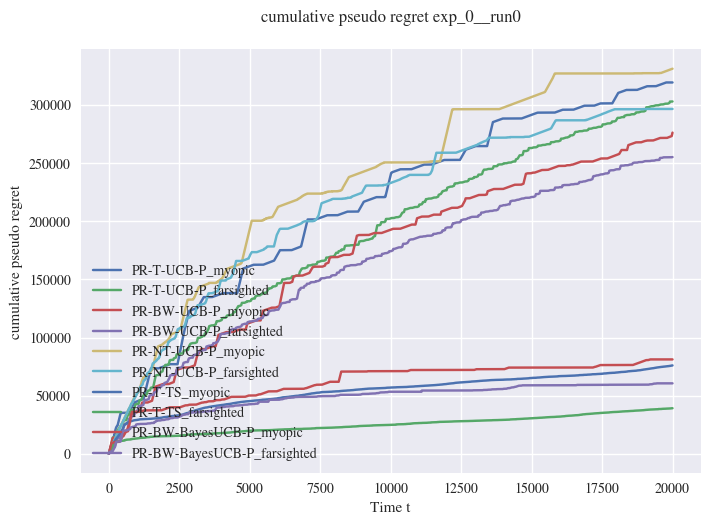 cumulative pseudo regret exp_0__run0
cumulative pseudo regret
300000
250000
200000
150000
100000
50000
0
PR-T-UCB-P_myopic
PR-T-UCB-P_farsighted
PR-BW-UCB-P_myopic
PR-BW-UCB-P_farsighted
PR-NT-UCB-P_myopic
PR-NT-UCB-P_farsighted
PR-T-TS_myopic
PR-T-TS_farsighted
PR-BW-BayesUCB-P_myopic
PR-BW-BayesUCB-P_farsighted
0 2500 5000 7500 10000 12500 15000 17500 20000
Time t